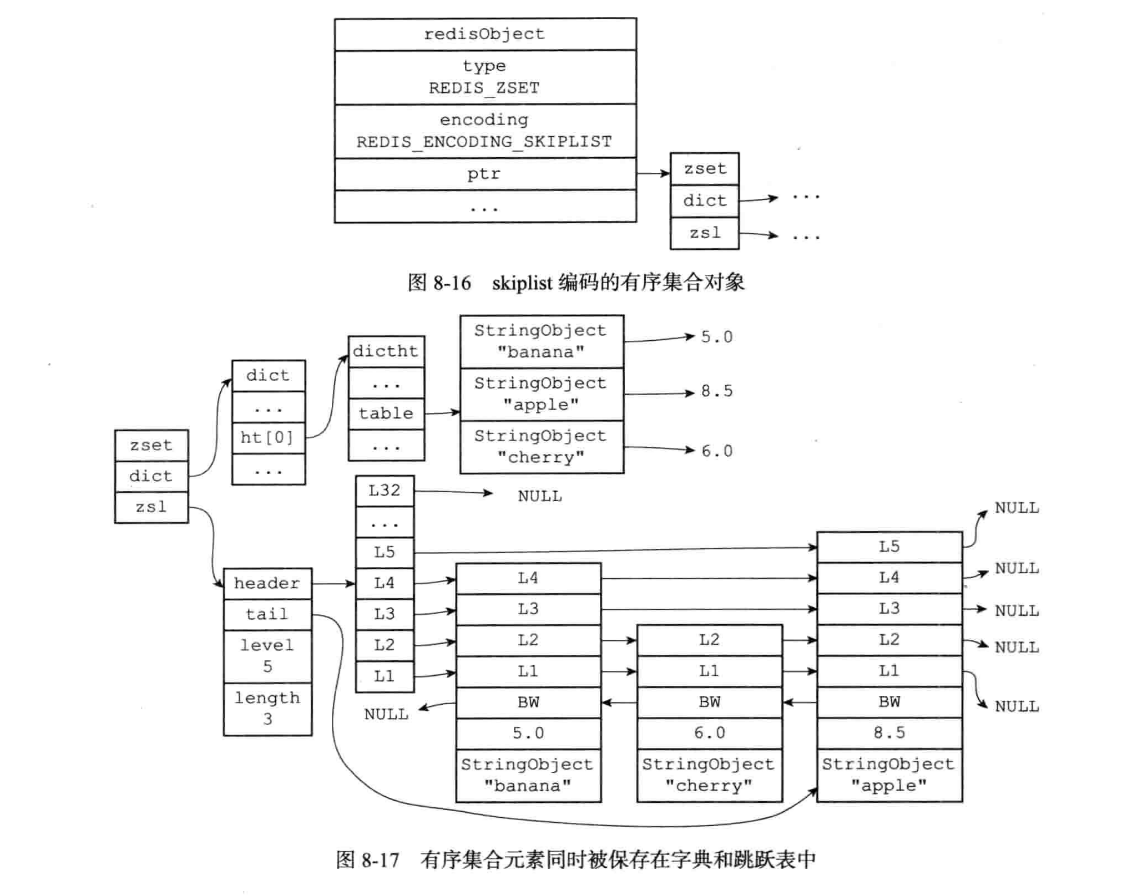 redisObject
type
REDIS_ZSET
encoding
REDIS_ENCODING_SKIPLIST
ptr
...
zset
dict
zsl
...
...
图 8-16 skiplist 编码的有序集合对象
zset
dict
zsl
dict
...
ht[0]
...
dictht
...
table
...
StringObject
"banana"
StringObject
"apple"
StringObject
"cherry"
5.0
8.5
6.0
header
tail
level
5
length
3
L32
...
L5
L4
L3
L2
L1
NULL
NULL
L4
L3
L2
L1
BW
5.0
StringObject
"banana"
L2
L1
BW
6.0
StringObject
"cherry"
L5
L4
L3
L2
L1
BW
8.5
StringObject
"apple"
NULL
NULL
NULL
NULL
NULL
图 8-17 有序集合元素同时被保存在字典和跳跃表中